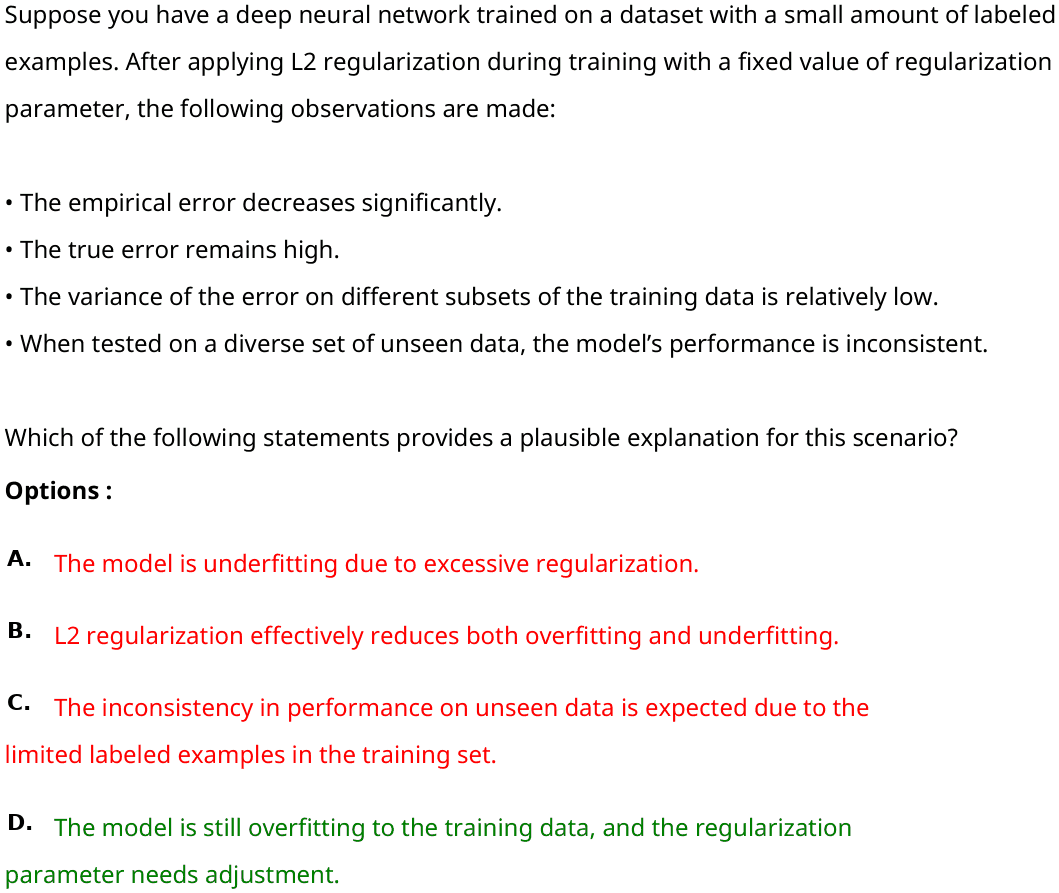 Suppose you have a deep neural network trained on a dataset with a small amount of labeled
examples. After applying L2 regularization during training with a fixed value of regularization
parameter, the following observations are made:
• The empirical error decreases significantly.
• The true error remains high.
• The variance of the error on different subsets of the training data is relatively low.
• When tested on a diverse set of unseen data, the model’s performance is inconsistent.
Which of the following statements provides a plausible explanation for this scenario?
Options :
A. The model is underfitting due to excessive regularization.
B. L2 regularization effectively reduces both overfitting and underfitting.
C. The inconsistency in performance on unseen data is expected due to the
limited labeled examples in the training set.
D. The model is still overfitting to the training data, and the regularization
parameter needs adjustment.